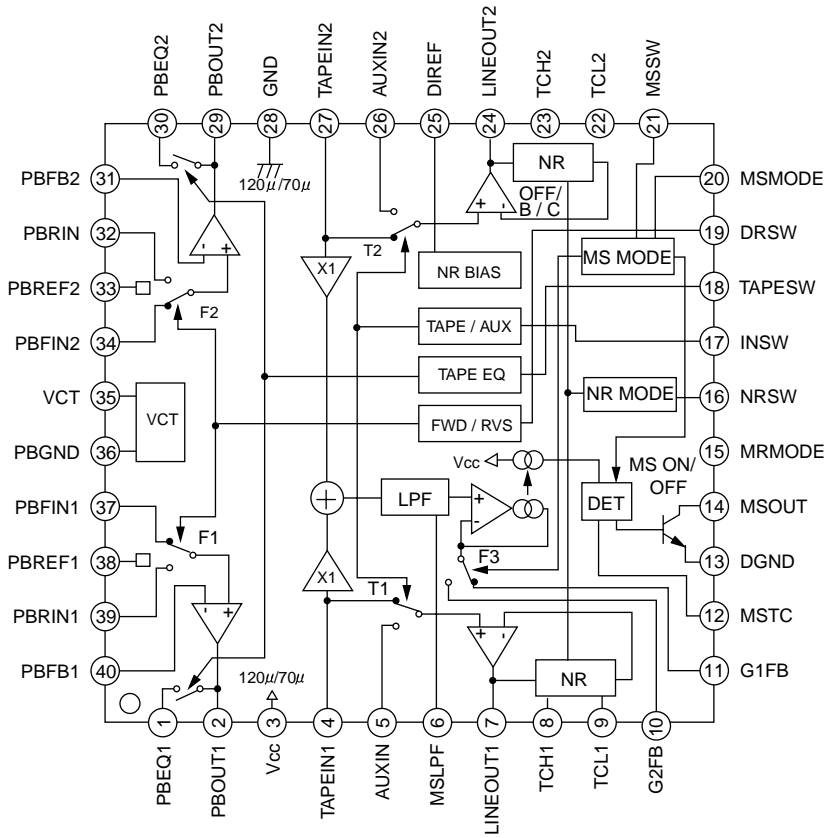 PBEQ2
PBOUT2
GND
TAPEIN2
AUXIN2
DIREF
LINEOUT2
TCH2
TCL2
MSSW
30
29
28
27
26
25
24
23
22
21
120μ/70μ
NR
OFF/
B / C
+ -
PBFB2 31
20 MSMODE
PBRIN 32
- +
T2
19 DRSW
MS MODE
PBREF2 33
F2
X1
NR BIAS
18 TAPESW
PBFIN2 34
TAPE / AUX
17 INSW
VCT 35
VCT
TAPE EQ
NR MODE
16 NRSW
PBGND 36
FWD / RVS
15 MRMODE
Vcc
MS ON/
OFF
PBFIN1 37
+
LPF
+
-
DET
14 MSOUT
F1
F3
PBREF1 38
13 DGND
X1
T1
PBRIN1 39
12 MSTC
- +
+ -
PBFB1 40
11 G1FB
120μ/70μ
NR
1
2
3
4
5
6
7
8
9
10
PBEQ1
PBOUT1
Vcc
TAPEIN1
AUXIN
MSLPF
LINEOUT1
TCH1
TCL1
G2FB